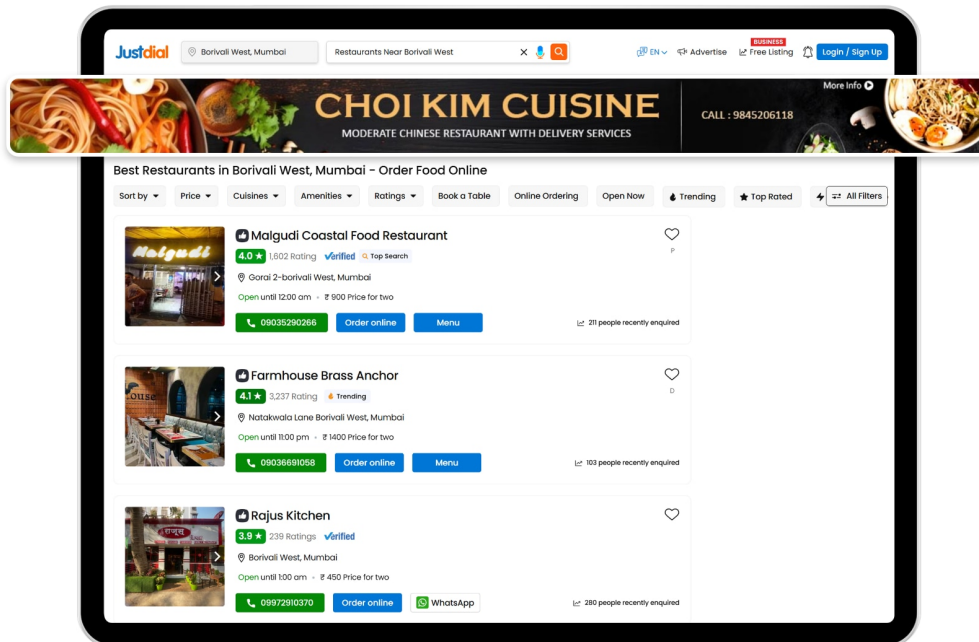 Justdial
Borivali West, Mumbai
Restaurants Near Borivali West
EN
Advertise
BUSINESS
Free Listing
Login / Sign Up
CHOI KIM CUISINE
MODERATE CHINESE RESTAURANT WITH DELIVERY SERVICES
CALL : 9845206118
More Info
Best Restaurants in Borivali West, Mumbai - Order Food Online
Sort by Price Cuisines Amenities Ratings Book a Table Online Ordering Open Now Trending Top Rated All Filters
Malgudi
Malgudi Coastal Food Restaurant
P
4.0 ★ 1,602 Rating Verified Top Search
Gorai 2-borivali West, Mumbai
Open until 12:00 am • ₹ 900 Price for two
09035290266 Order online Menu 211 people recently enquired
Farmhouse Brass Anchor
D
4.1 ★ 3,237 Rating Trending
Natakwala Lane Borivali West, Mumbai
Open until 11:00 pm • ₹ 1400 Price for two
09036691058 Order online Menu 103 people recently enquired
राजूस्
Rajus Kitchen
3.9 ★ 239 Ratings Verified
Borivali West, Mumbai
Open until 1:00 am • ₹ 450 Price for two
09972910370 Order online WhatsApp 280 people recently enquired